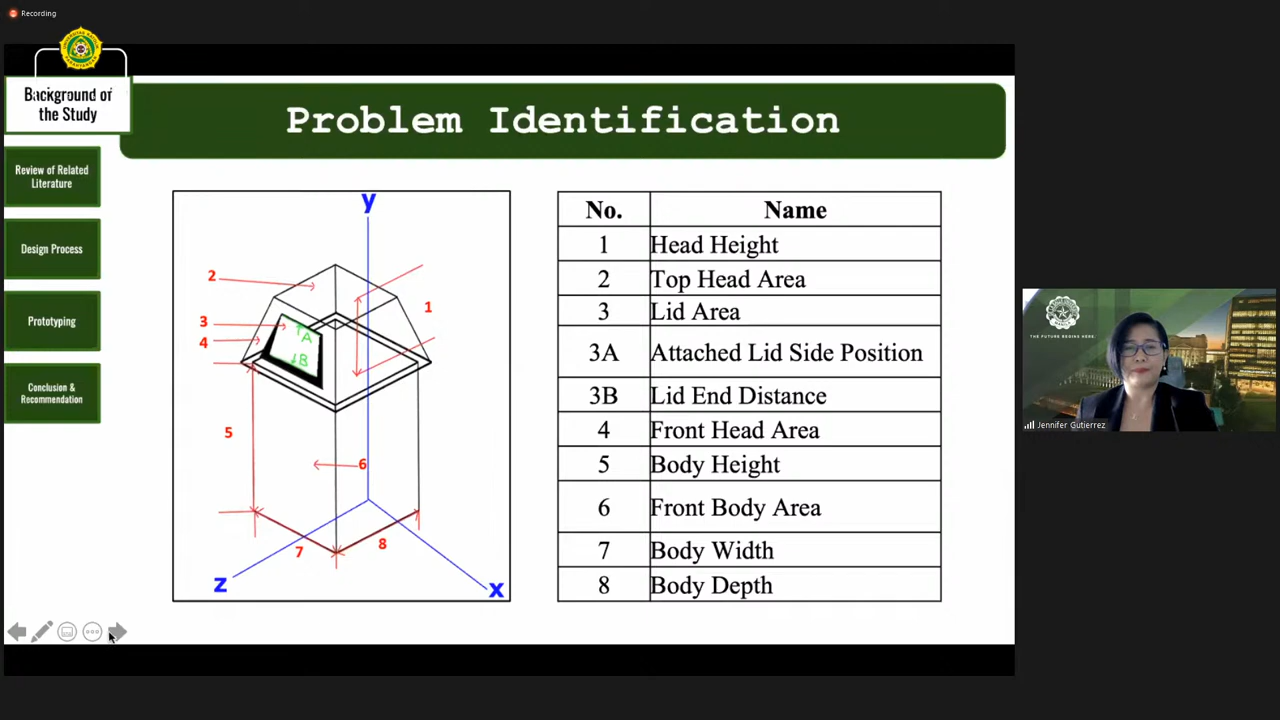 Recording
Background of
the Study
Problem Identification
Review of Related
Literature
Design Process
Prototyping
Conclusion &
Recommendation
y
2
1
3
4
A
B
5
6
7
8
z
x
No. Name
1 Head Height
2 Top Head Area
3 Lid Area
3A Attached Lid Side Position
3B Lid End Distance
4 Front Head Area
5 Body Height
6 Front Body Area
7 Body Width
8 Body Depth
THE FUTURE BEGINS HERE.
Jennifer Gutierrez